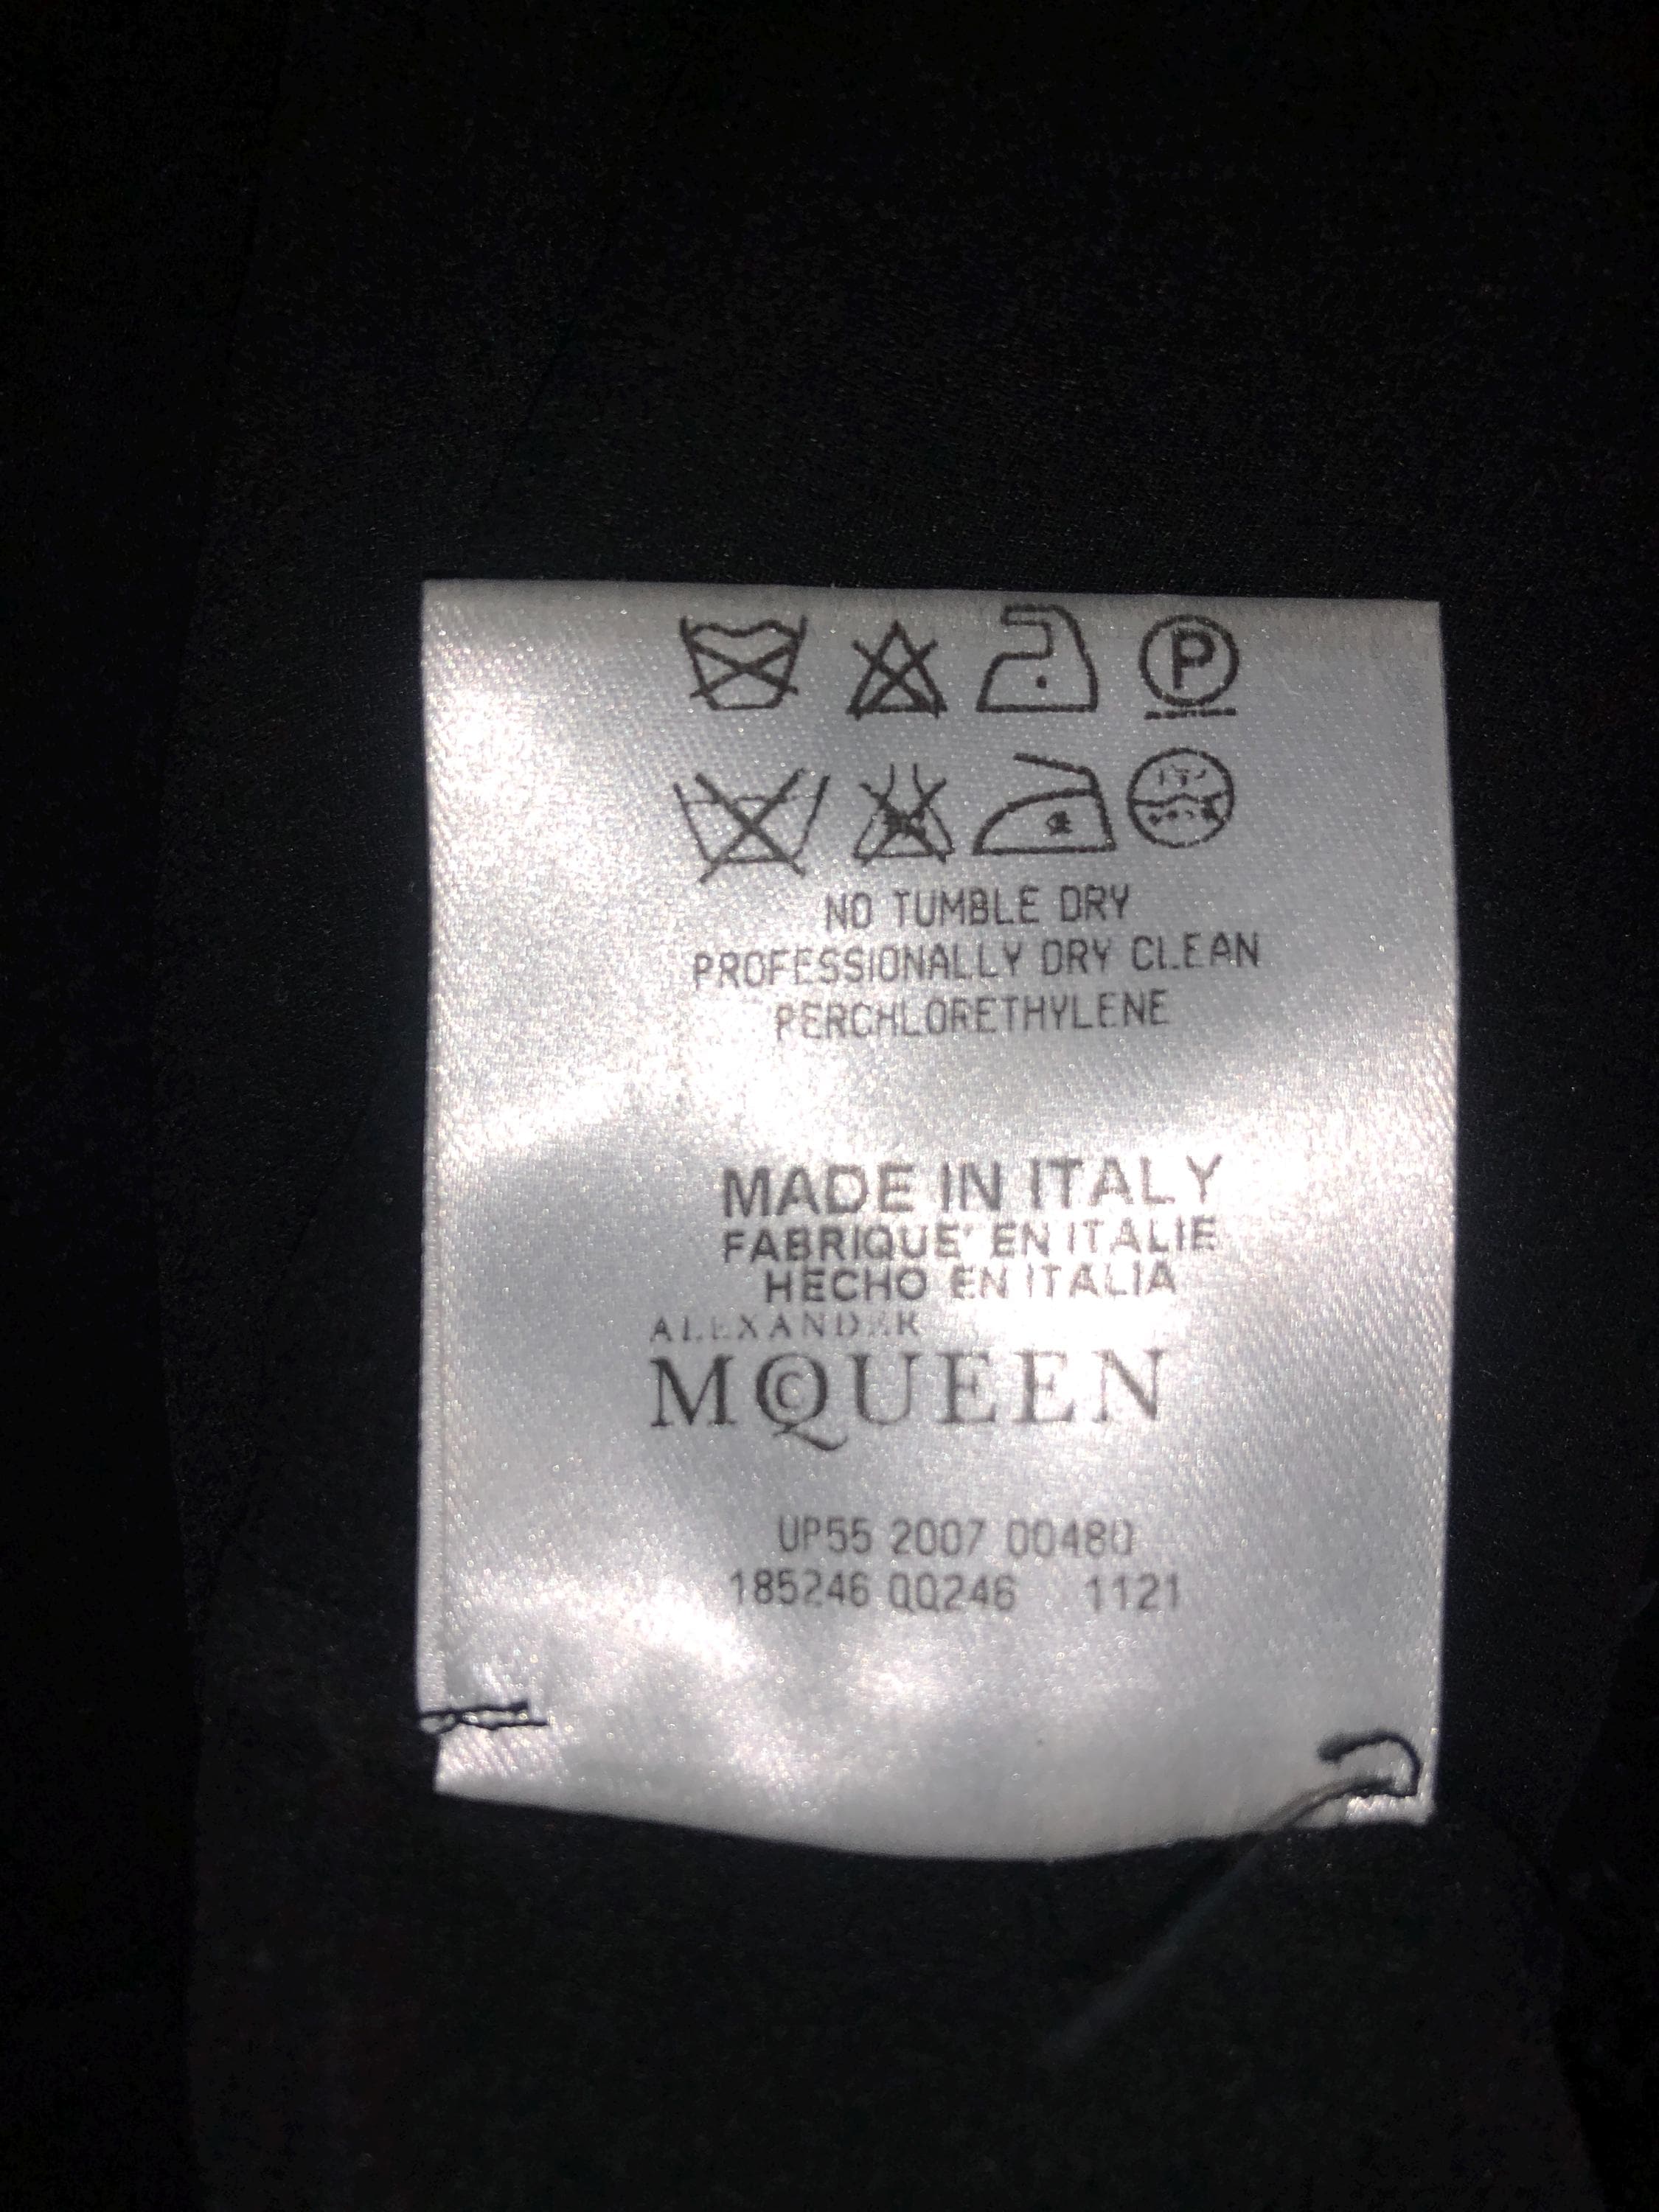 P
NO TUMBLE DRY
PROFESSIONALLY DRY CLEAN
PERCHLORETHYLENE
MADE IN ITALY
FABRIQUE' EN ITALIE
HECHO EN ITALIA
ALEXANDER
MCQUEEN
UP55 2007 00480
185246 QQ246 1121